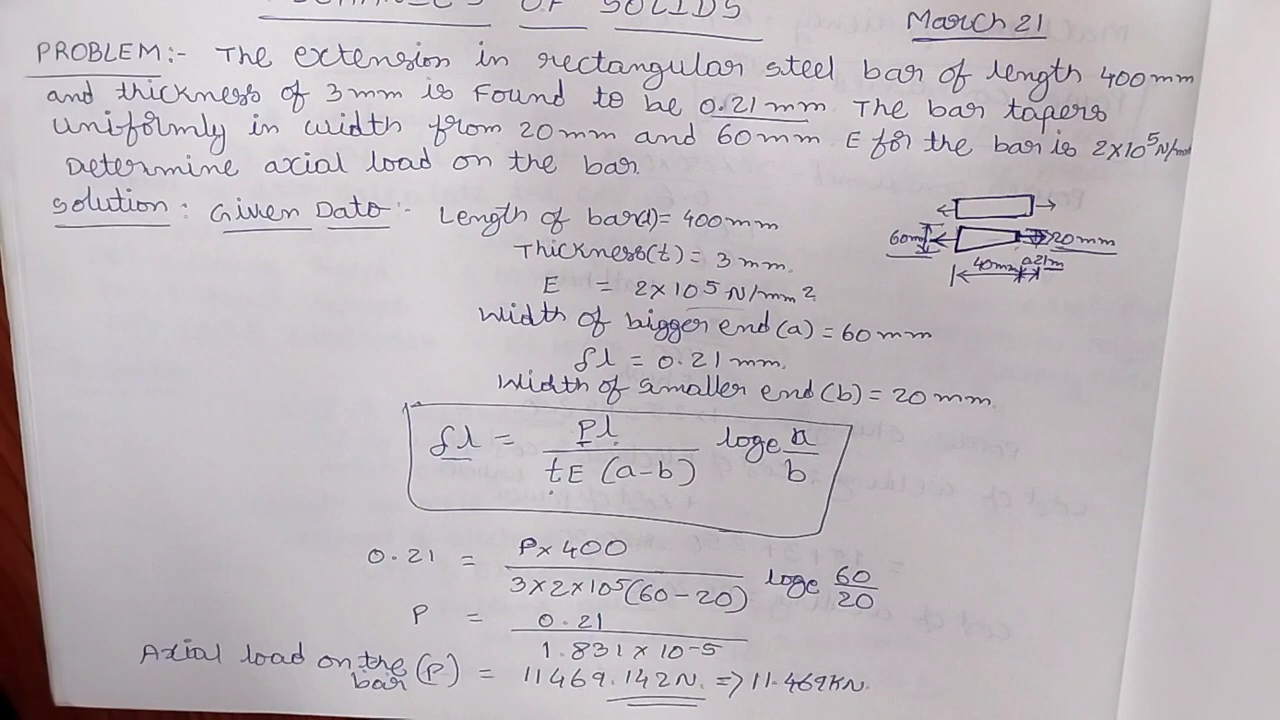 OF SOLIDS
March 21
PROBLEM:- The extension in rectangular steel bar of length 400mm
and thickness of 3mm is Found to be 0.21mm. The bar tapers
uniformly in width from 20mm and 60mm. E for the bar is 2×10⁵N/mm²
Determine axial load on the bar.
Solution: Given Data:- Length of bar(l)= 400mm
Thickness(t) = 3mm.
E = 2×10⁵ N/mm²
Width of bigger end(a) = 60mm
δl = 0.21mm.
Width of smaller end(b) = 20mm.
60m
20mm
40mm
0.21m
δl = Pl / tE(a-b) loge a/b
0.21 = P×400 / 3×2×10⁵(60-20) loge 60/20
P = 0.21 / 1.831×10-5
Axial load on the bar (P) = 11469.142N. => 11.469KN.